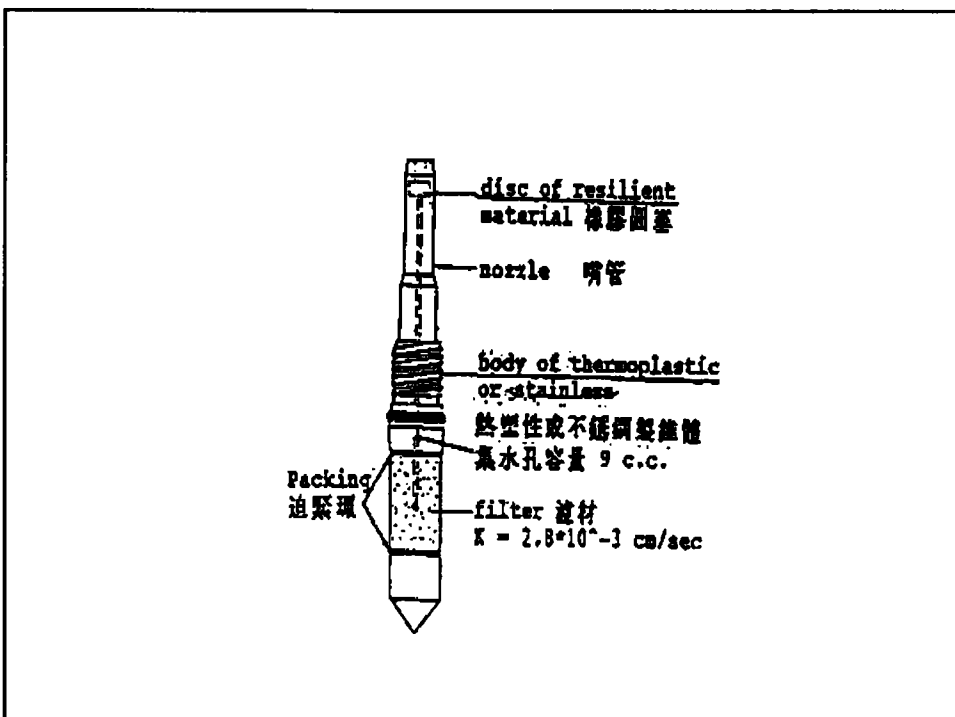 disc of resilient
material 橡膠圓塞
nozzle 嘴管
body of thermoplastic
or stainless
熱塑性或不銹鋼製錐體
集水孔容量 9 c.c.
Packing
迫緊環
filter 濾材
K = 2.8*10^-3 cm/sec